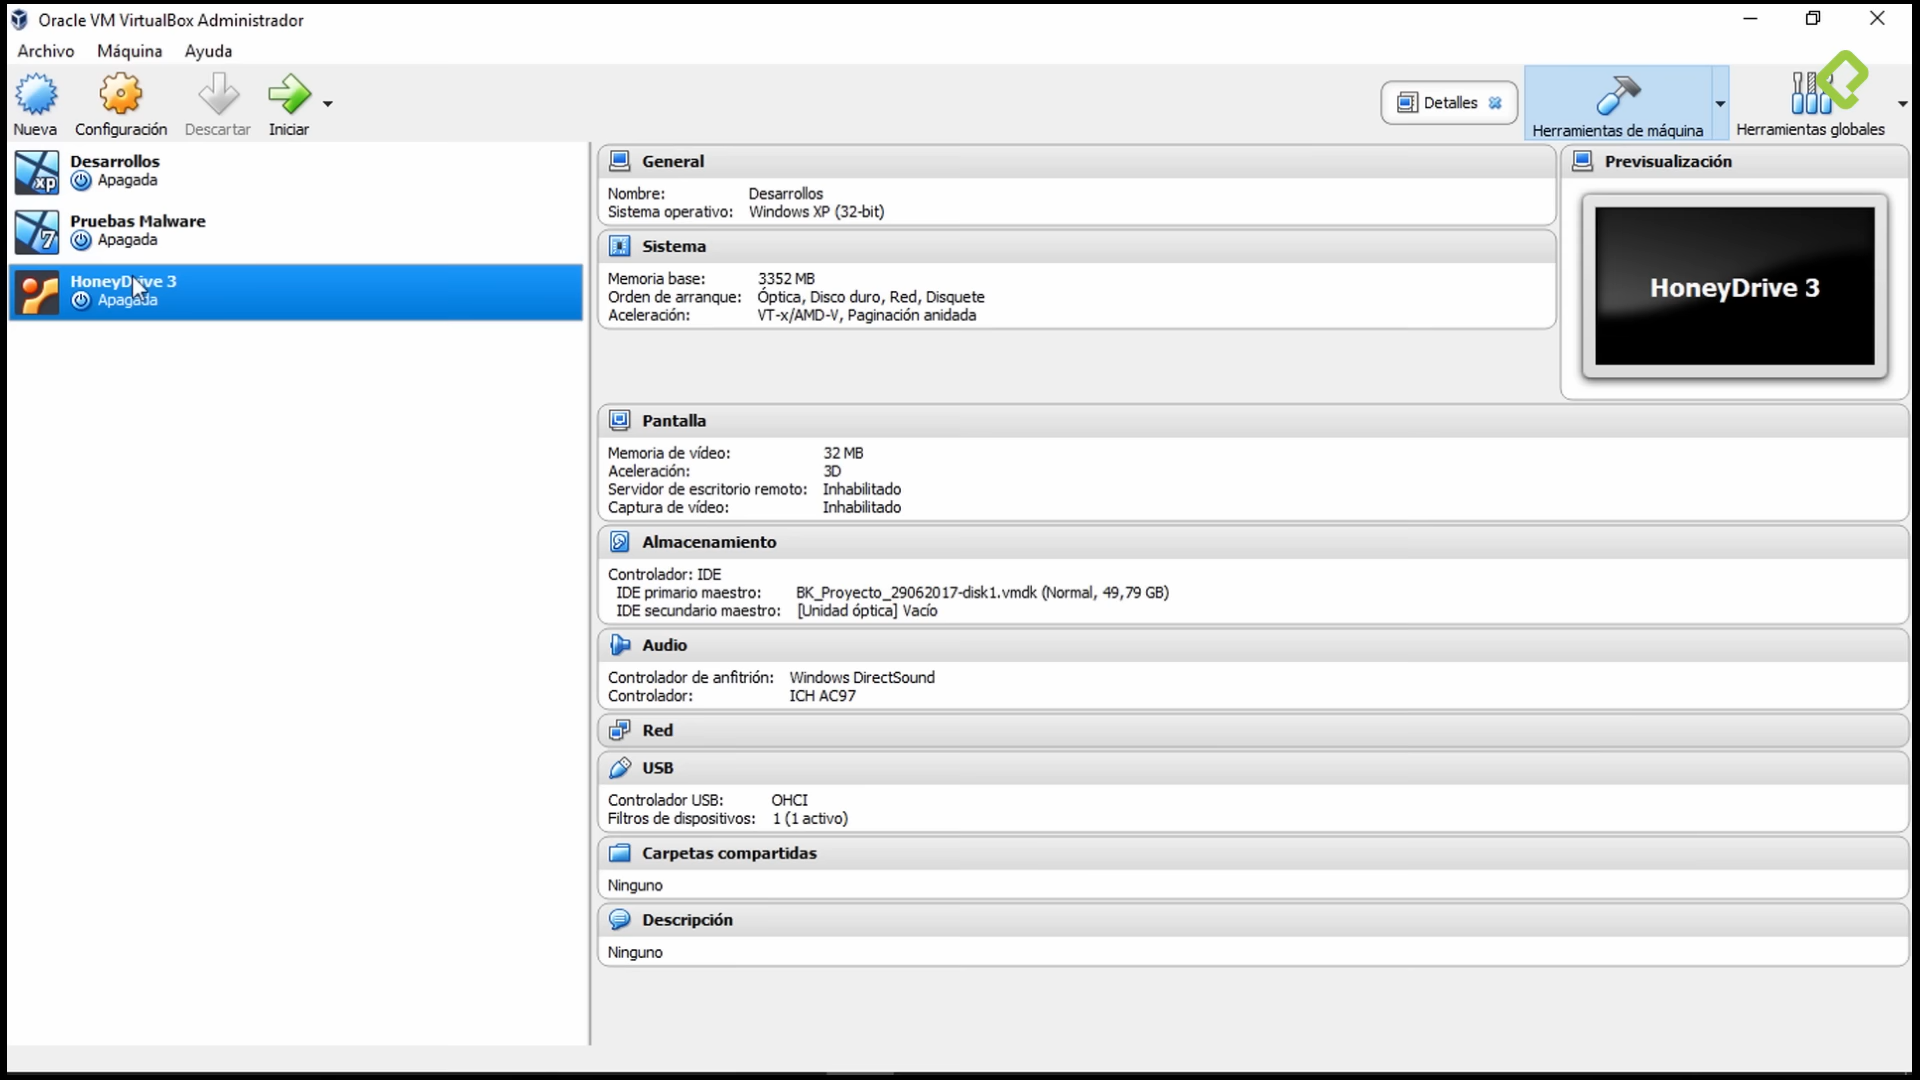 Oracle VM VirtualBox Administrador
Archivo Máquina Ayuda
Nueva Configuración Descartar Iniciar
Detalles
Herramientas de máquina
Herramientas globales
Desarrollos
Apagada
Pruebas Malware
Apagada
HoneyDrive 3
Apagada
General
Nombre: Desarrollos
Sistema operativo: Windows XP (32-bit)
Sistema
Memoria base: 3352 MB
Orden de arranque: Óptica, Disco duro, Red, Disquete
Aceleración: VT-x/AMD-V, Paginación anidada
Previsualización
HoneyDrive 3
Pantalla
Memoria de vídeo: 32 MB
Aceleración: 3D
Servidor de escritorio remoto: Inhabilitado
Captura de vídeo: Inhabilitado
Almacenamiento
Controlador: IDE
IDE primario maestro: BK_Proyecto_29062017-disk1.vmdk (Normal, 49,79 GB)
IDE secundario maestro: [Unidad óptica] Vacío
Audio
Controlador de anfitrión: Windows DirectSound
Controlador: ICH AC97
Red
USB
Controlador USB: OHCI
Filtros de dispositivos: 1 (1 activo)
Carpetas compartidas
Ninguno
Descripción
Ninguno